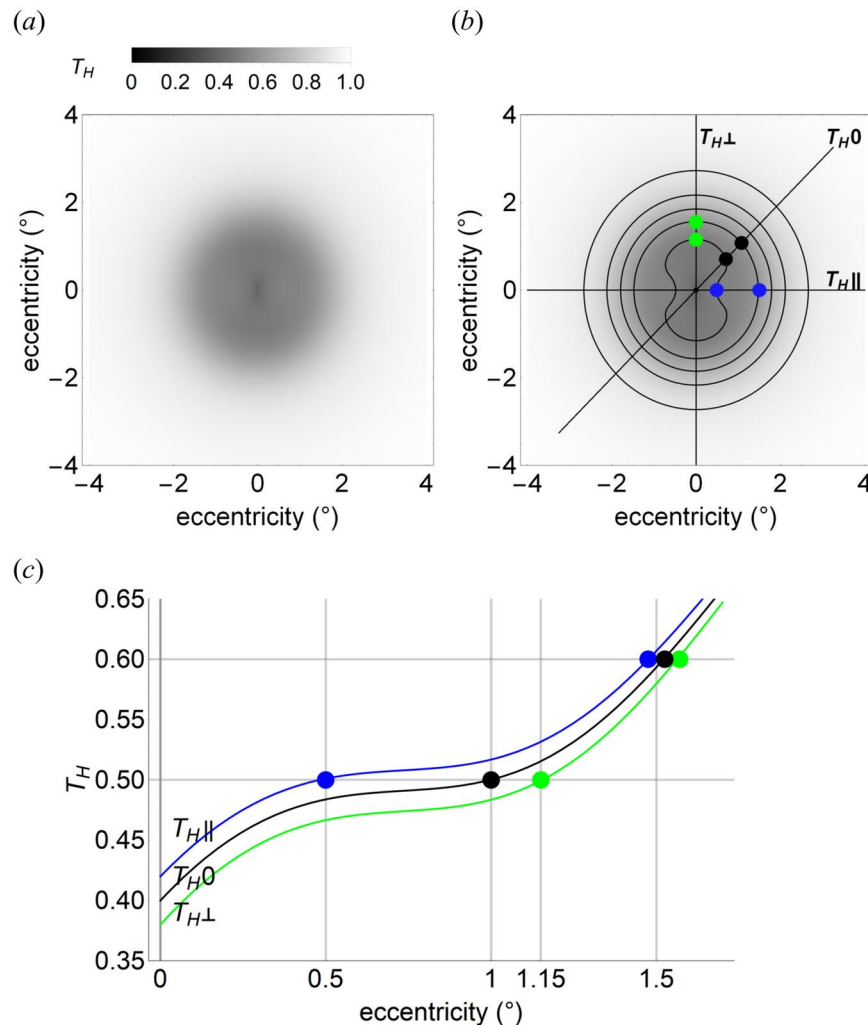 (a)
T_H
0 0.2 0.4 0.6 0.8 1.0
4
2
0
−2
−4
−4 −2 0 2 4
eccentricity (°)
eccentricity (°)
(b)
4
2
0
−2
−4
−4 −2 0 2 4
eccentricity (°)
eccentricity (°)
T_H⊥
T_H0
T_H||
(c)
0.65
0.60
0.55
0.50
0.45
0.40
0.35
T_H
T_H||
T_H0
T_H⊥
0 0.5 1 1.15 1.5
eccentricity (°)